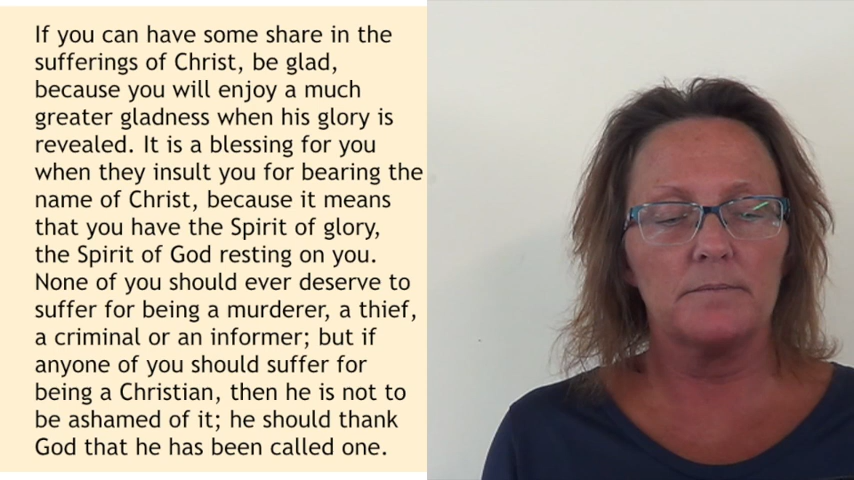 If you can have some share in the
sufferings of Christ, be glad,
because you will enjoy a much
greater gladness when his glory is
revealed. It is a blessing for you
when they insult you for bearing the
name of Christ, because it means
that you have the Spirit of glory,
the Spirit of God resting on you.
None of you should ever deserve to
suffer for being a murderer, a thief,
a criminal or an informer; but if
anyone of you should suffer for
being a Christian, then he is not to
be ashamed of it; he should thank
God that he has been called one.